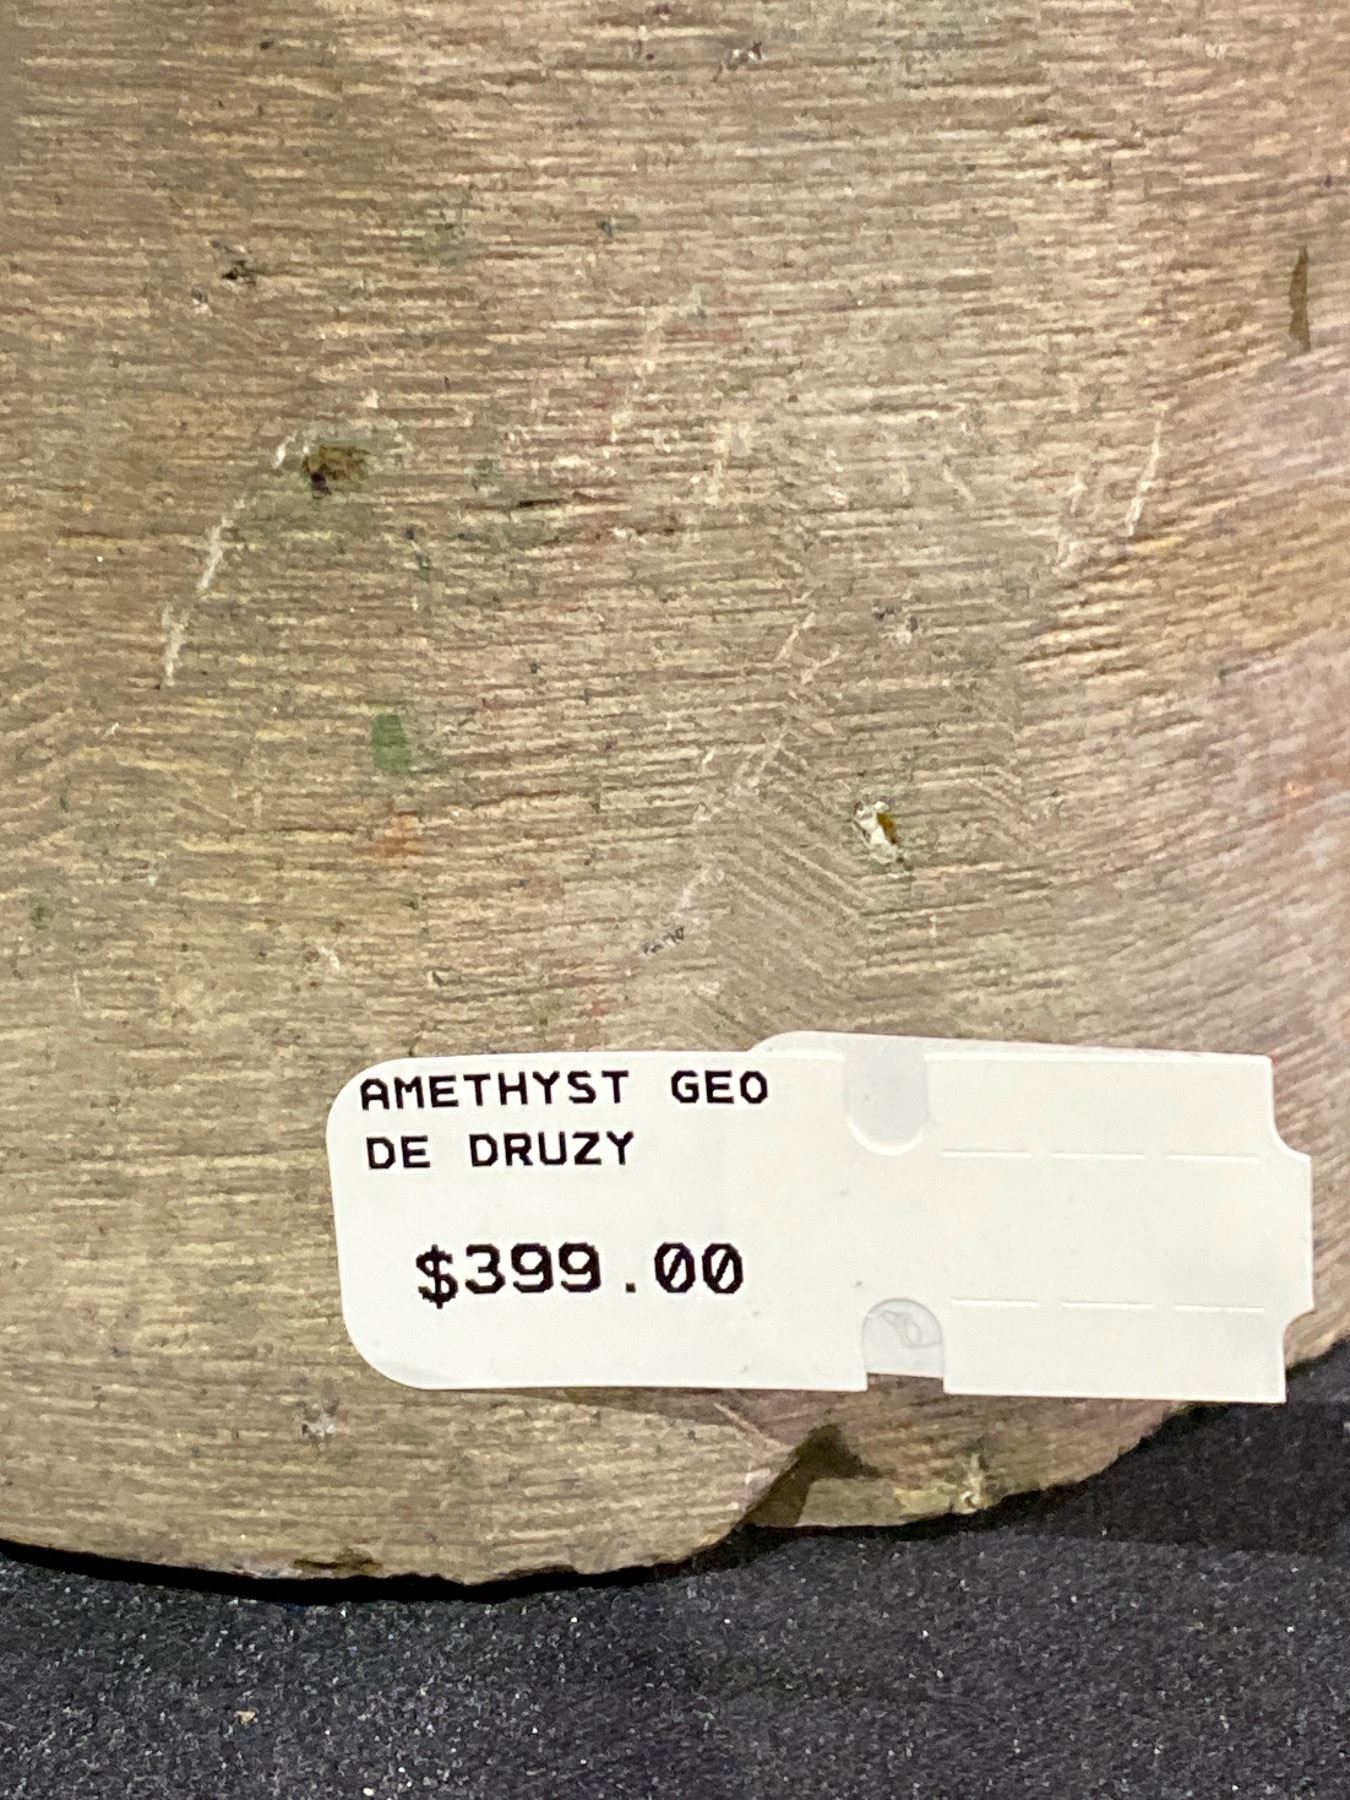 AMETHYST GEO
DE DRUZY
$399.00